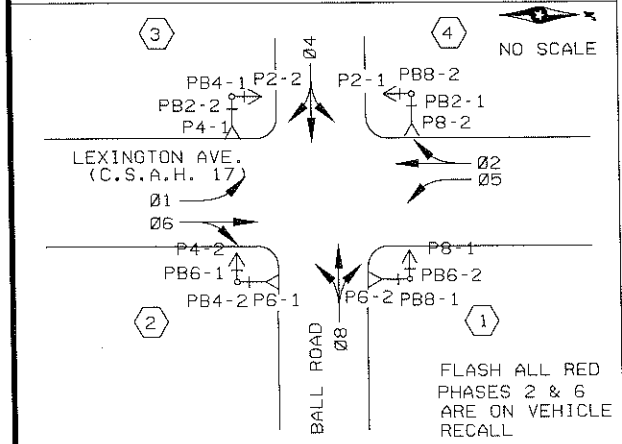 3
4
NO SCALE
Ø4
PB4-1
P2-2
P2-1
PB8-2
PB2-2
PB2-1
P4-1
P8-2
LEXINGTON AVE.
(C.S.A.H. 17)
Ø2
Ø5
Ø1
Ø6
P4-2
P8-1
PB6-1
PB6-2
PB4-2
P6-1
P6-2
PB8-1
2
1
BALL ROAD
Ø8
FLASH ALL RED
PHASES 2 & 6
ARE ON VEHICLE
RECALL